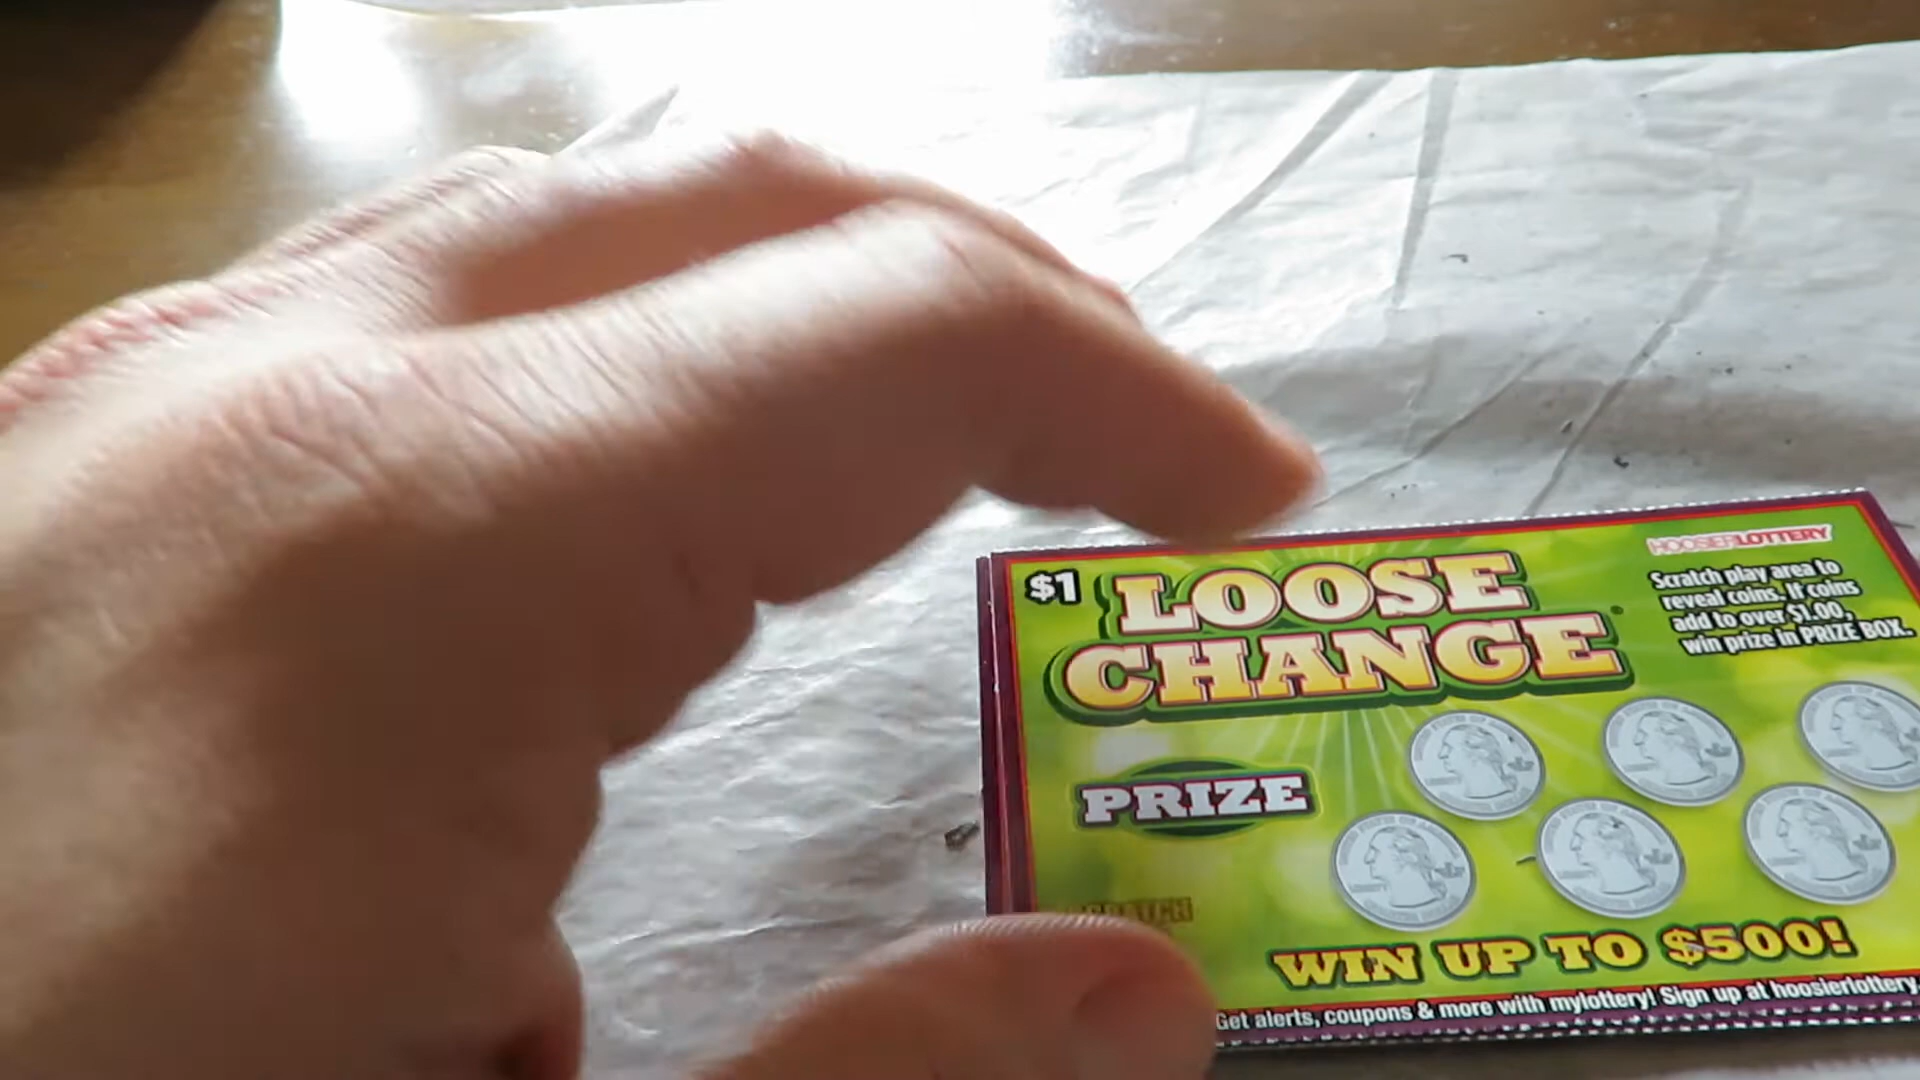 $1
LOOSE
CHANGE
HOOSIERLOTTERY
Scratch play area to
reveal coins. If coins
add to over $1.00,
win prize in PRIZE BOX.
PRIZE
WIN UP TO $500!
Get alerts, coupons & more with mylottery! Sign up at hoosierlottery.